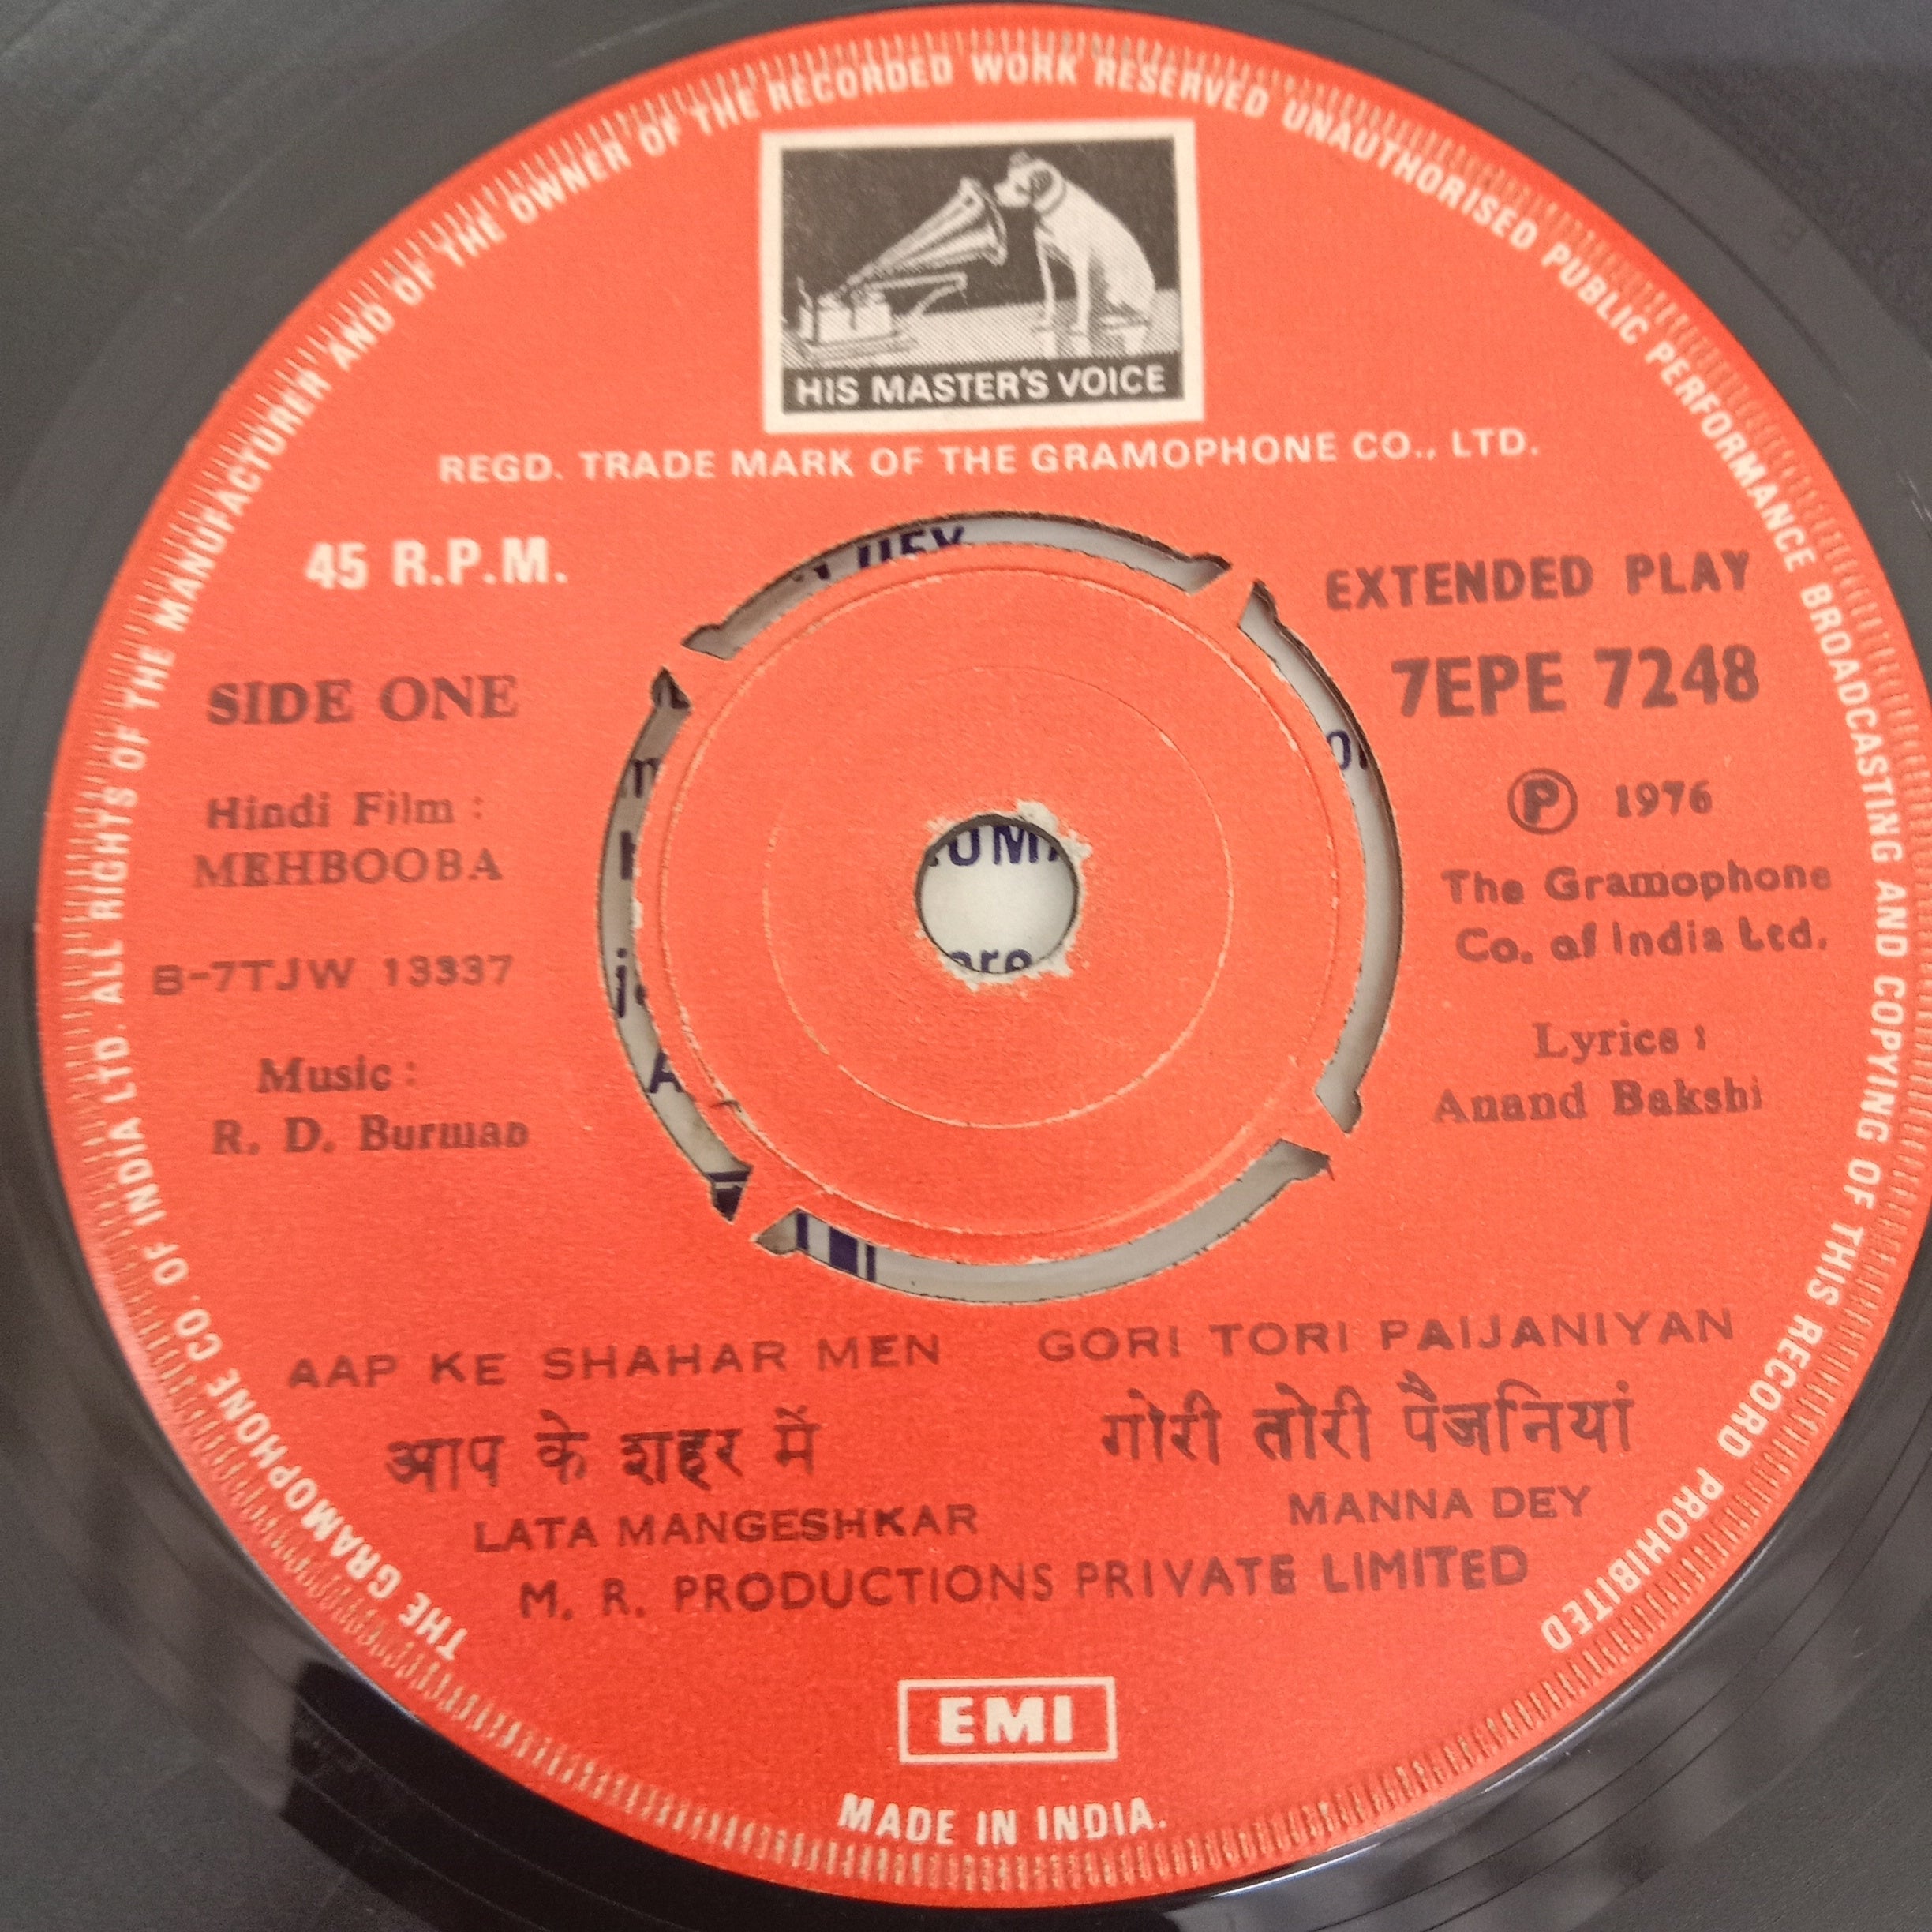 THE GRAMOPHONE CO. OF INDIA LTD. ALL RIGHTS OF THE MANUFACTURER AND OF THE OWNER OF THE RECORDED WORK RESERVED UNAUTHORISED PUBLIC PERFORMANCE BROADCASTING AND COPYING OF THIS RECORD PROHIBITED
HIS MASTER'S VOICE
REGD. TRADE MARK OF THE GRAMOPHONE CO., LTD.
45 R.P.M.
EXTENDED PLAY
SIDE ONE
7EPE 7248
Hindi Film :
MEHBOOBA
Ⓟ 1976
The Gramophone
Co. of India Ltd.
B-7TJW 13337
Music :
R. D. Burman
Lyrics :
Anand Bakshi
AAP KE SHAHAR MEN
GORI TORI PAIJANIYAN
आप के शहर में
गोरी तोरी पैजनियां
LATA MANGESHKAR
MANNA DEY
M. R. PRODUCTIONS PRIVATE LIMITED
EMI
MADE IN INDIA.